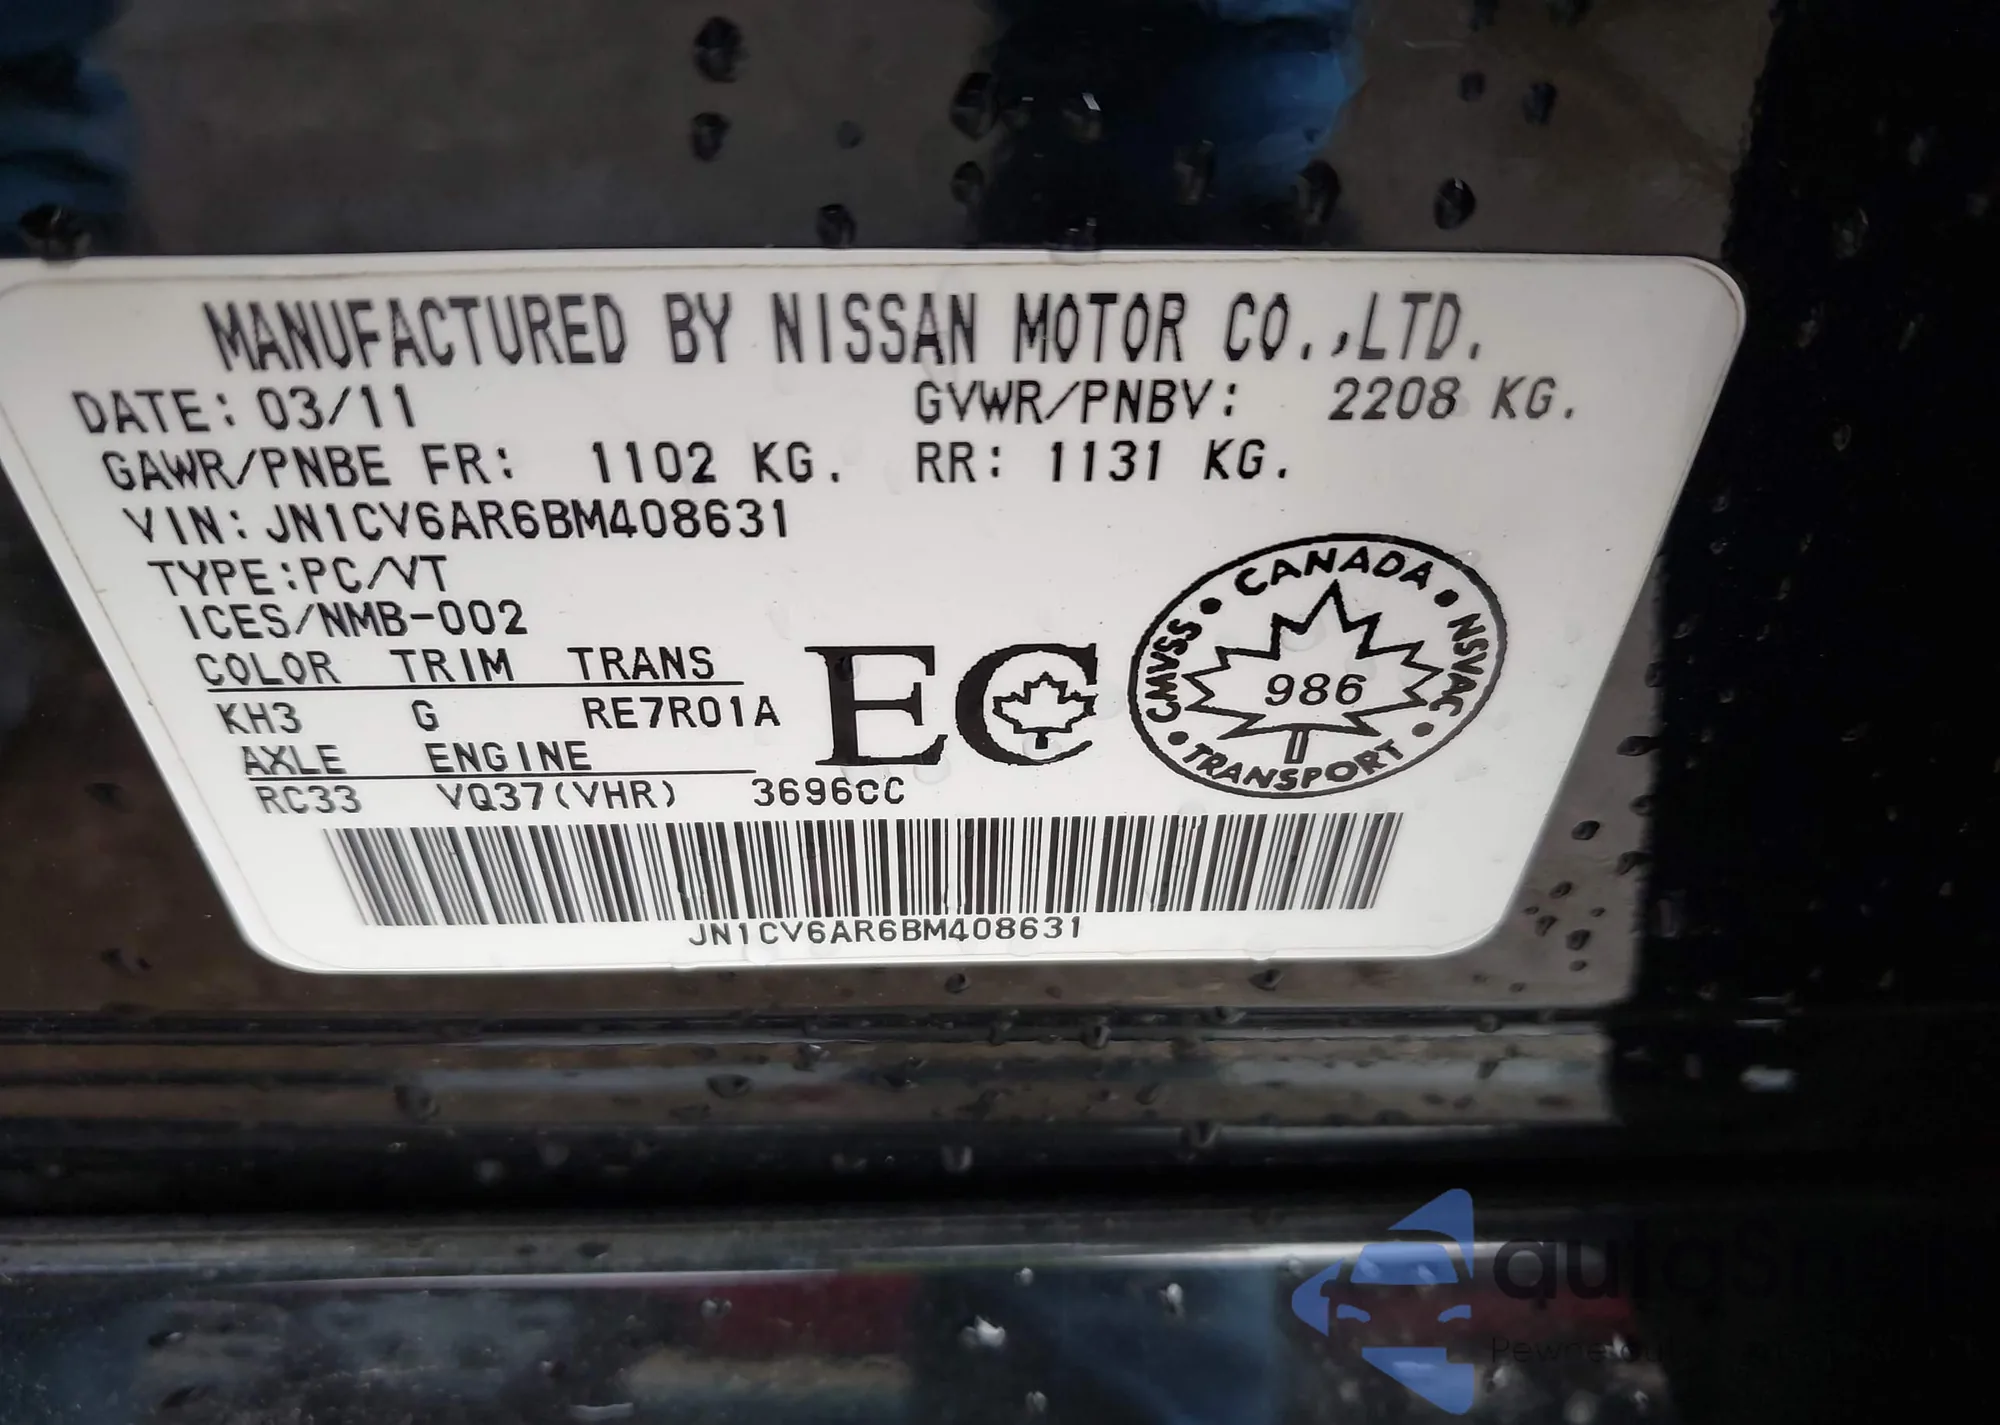 MANUFACTURED BY NISSAN MOTOR CO.,LTD.
DATE: 03/11 GVWR/PNBV: 2208 KG.
GAWR/PNBE FR: 1102 KG. RR: 1131 KG.
VIN: JN1CV6AR6BM408631
TYPE:PC/VT
ICES/NMB-002
COLOR TRIM TRANS
KH3 G RE7R01A
AXLE ENGINE
RC33 VQ37(VHR) 3696CC
EC
CANADA
CMVSS
NSVAC
986
TRANSPORT
JN1CV6AR6BM408631
Pewne